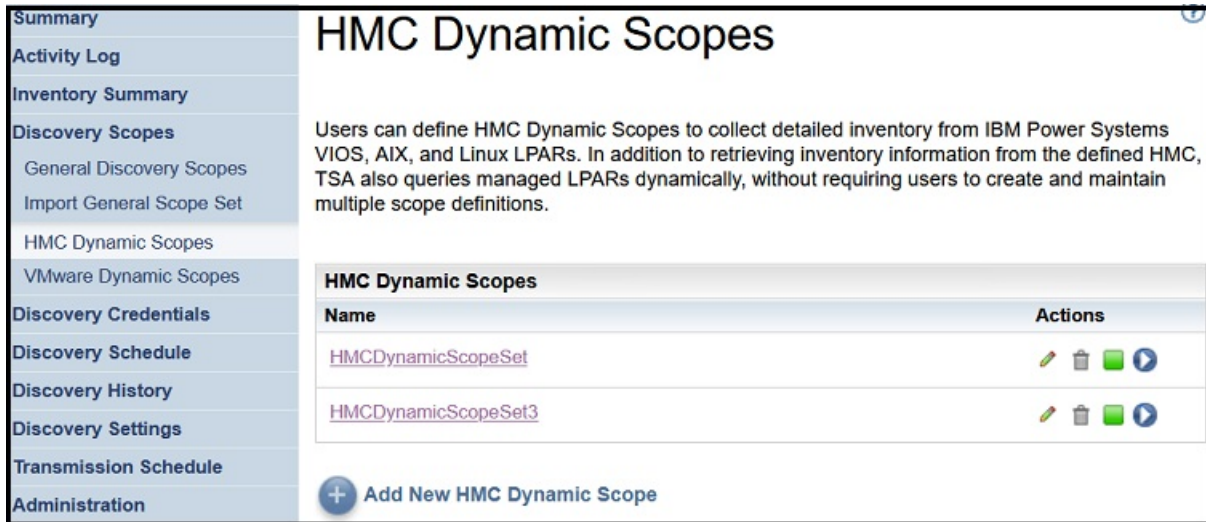 Summary
Activity Log
Inventory Summary
Discovery Scopes
General Discovery Scopes
Import General Scope Set
HMC Dynamic Scopes
VMware Dynamic Scopes
Discovery Credentials
Discovery Schedule
Discovery History
Discovery Settings
Transmission Schedule
Administration
HMC Dynamic Scopes
?
Users can define HMC Dynamic Scopes to collect detailed inventory from IBM Power Systems
VIOS, AIX, and Linux LPARs. In addition to retrieving inventory information from the defined HMC,
TSA also queries managed LPARs dynamically, without requiring users to create and maintain
multiple scope definitions.
HMC Dynamic Scopes
Name Actions
HMCDynamicScopeSet
HMCDynamicScopeSet3
Add New HMC Dynamic Scope